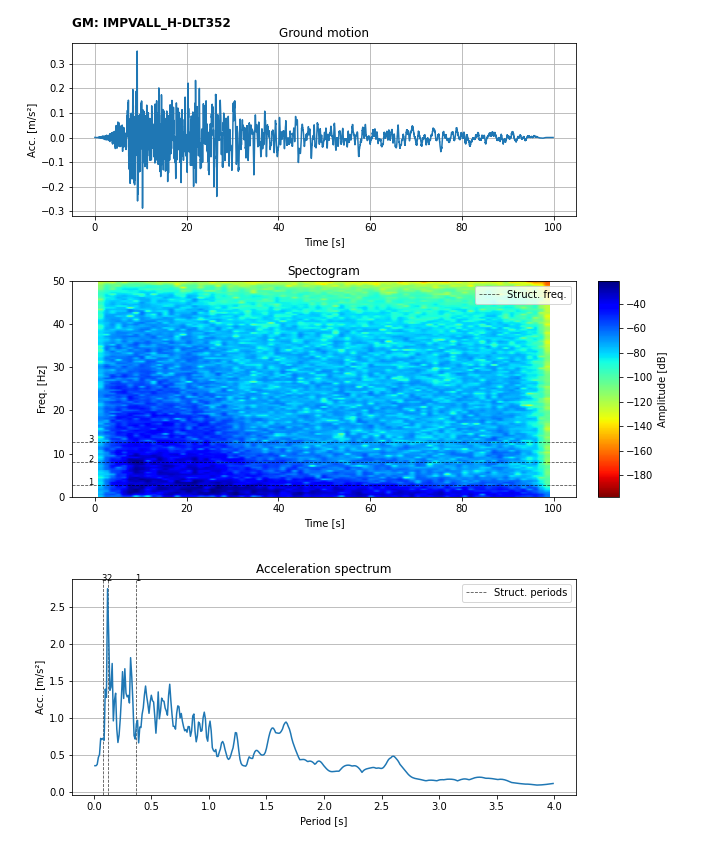 GM: IMPVALL_H-DLT352
Ground motion
Acc. [m/s²]
0.3
0.2
0.1
0.0
−0.1
−0.2
−0.3
0 20 40 60 80 100
Time [s]
Spectogram
Freq. [Hz]
50
40
30
20
10
0
Struct. freq.
3
2
1
0 20 40 60 80 100
Time [s]
−40
−60
−80
−100
−120
−140
−160
−180
Amplitude [dB]
Acceleration spectrum
32 1
Struct. periods
Acc. [m/s²]
2.5
2.0
1.5
1.0
0.5
0.0
0.0 0.5 1.0 1.5 2.0 2.5 3.0 3.5 4.0
Period [s]